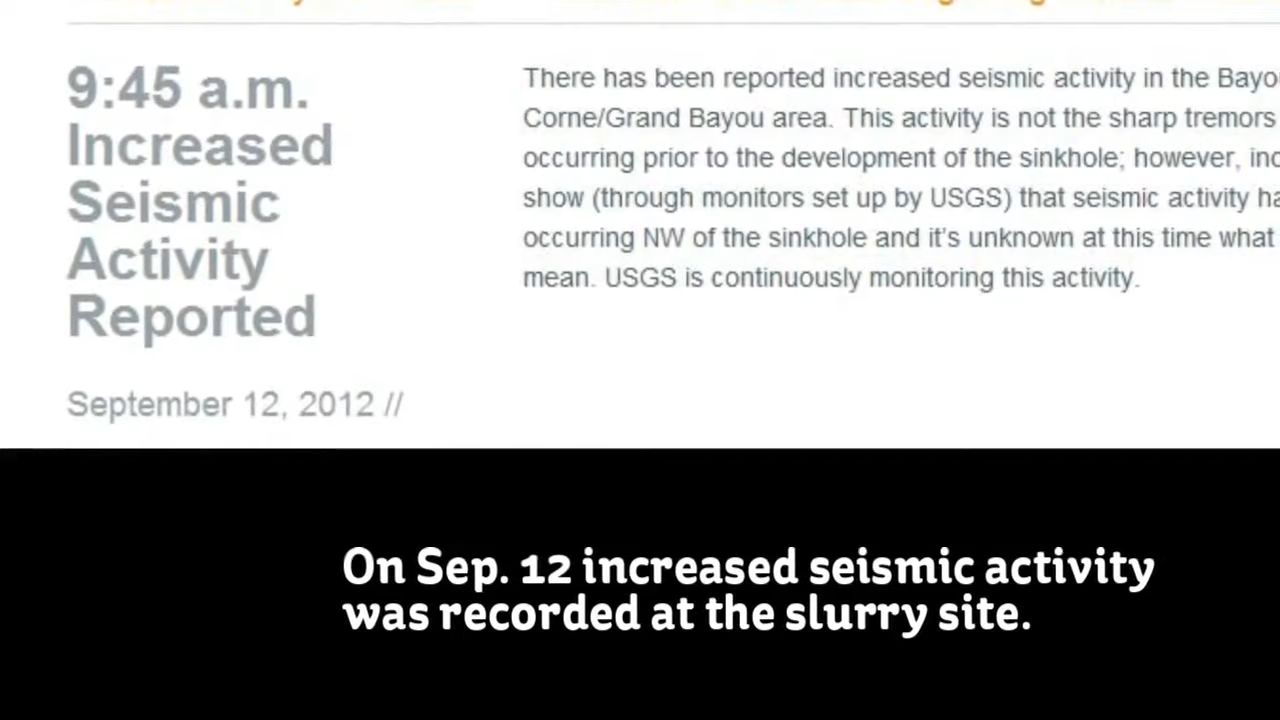 9:45 a.m.
Increased
Seismic
Activity
Reported
September 12, 2012 //
There has been reported increased seismic activity in the
Corne/Grand Bayou area. This activity is not the sharp tremors
occurring prior to the development of the sinkhole; however,
show (through monitors set up by USGS) that seismic activity
occurring NW of the sinkhole and it's unknown at this time what
mean. USGS is continuously monitoring this activity.
On Sep. 12 increased seismic activity
was recorded at the slurry site.